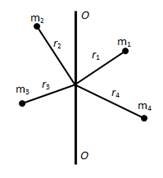 O
m₂
m₁
r₂
r₁
r₃
r₄
m₃
m₄
O